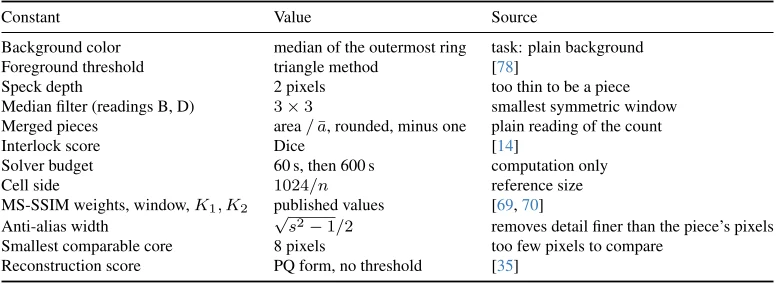 Constant Value Source
Background color median of the outermost ring task: plain background
Foreground threshold triangle method [78]
Speck depth 2 pixels too thin to be a piece
Median filter (readings B, D) 3 × 3 smallest symmetric window
Merged pieces area / ā, rounded, minus one plain reading of the count
Interlock score Dice [14]
Solver budget 60 s, then 600 s computation only
Cell side 1024/n reference size
MS-SSIM weights, window, K₁, K₂ published values [69, 70]
Anti-alias width √(s² − 1)/2 removes detail finer than the piece's pixels
Smallest comparable core 8 pixels too few pixels to compare
Reconstruction score PQ form, no threshold [35]